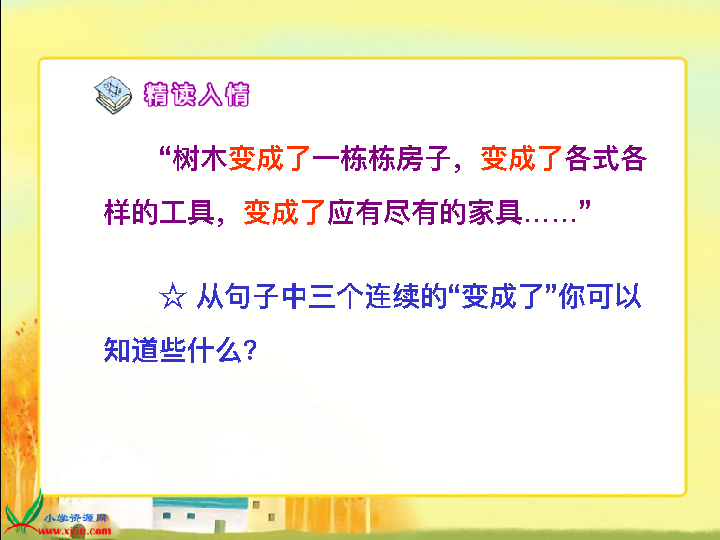 精读入情
“树木变成了一栋栋房子，变成了各式各
样的工具，变成了应有尽有的家具……”
☆ 从句子中三个连续的“变成了”你可以
知道些什么？
小学资源网